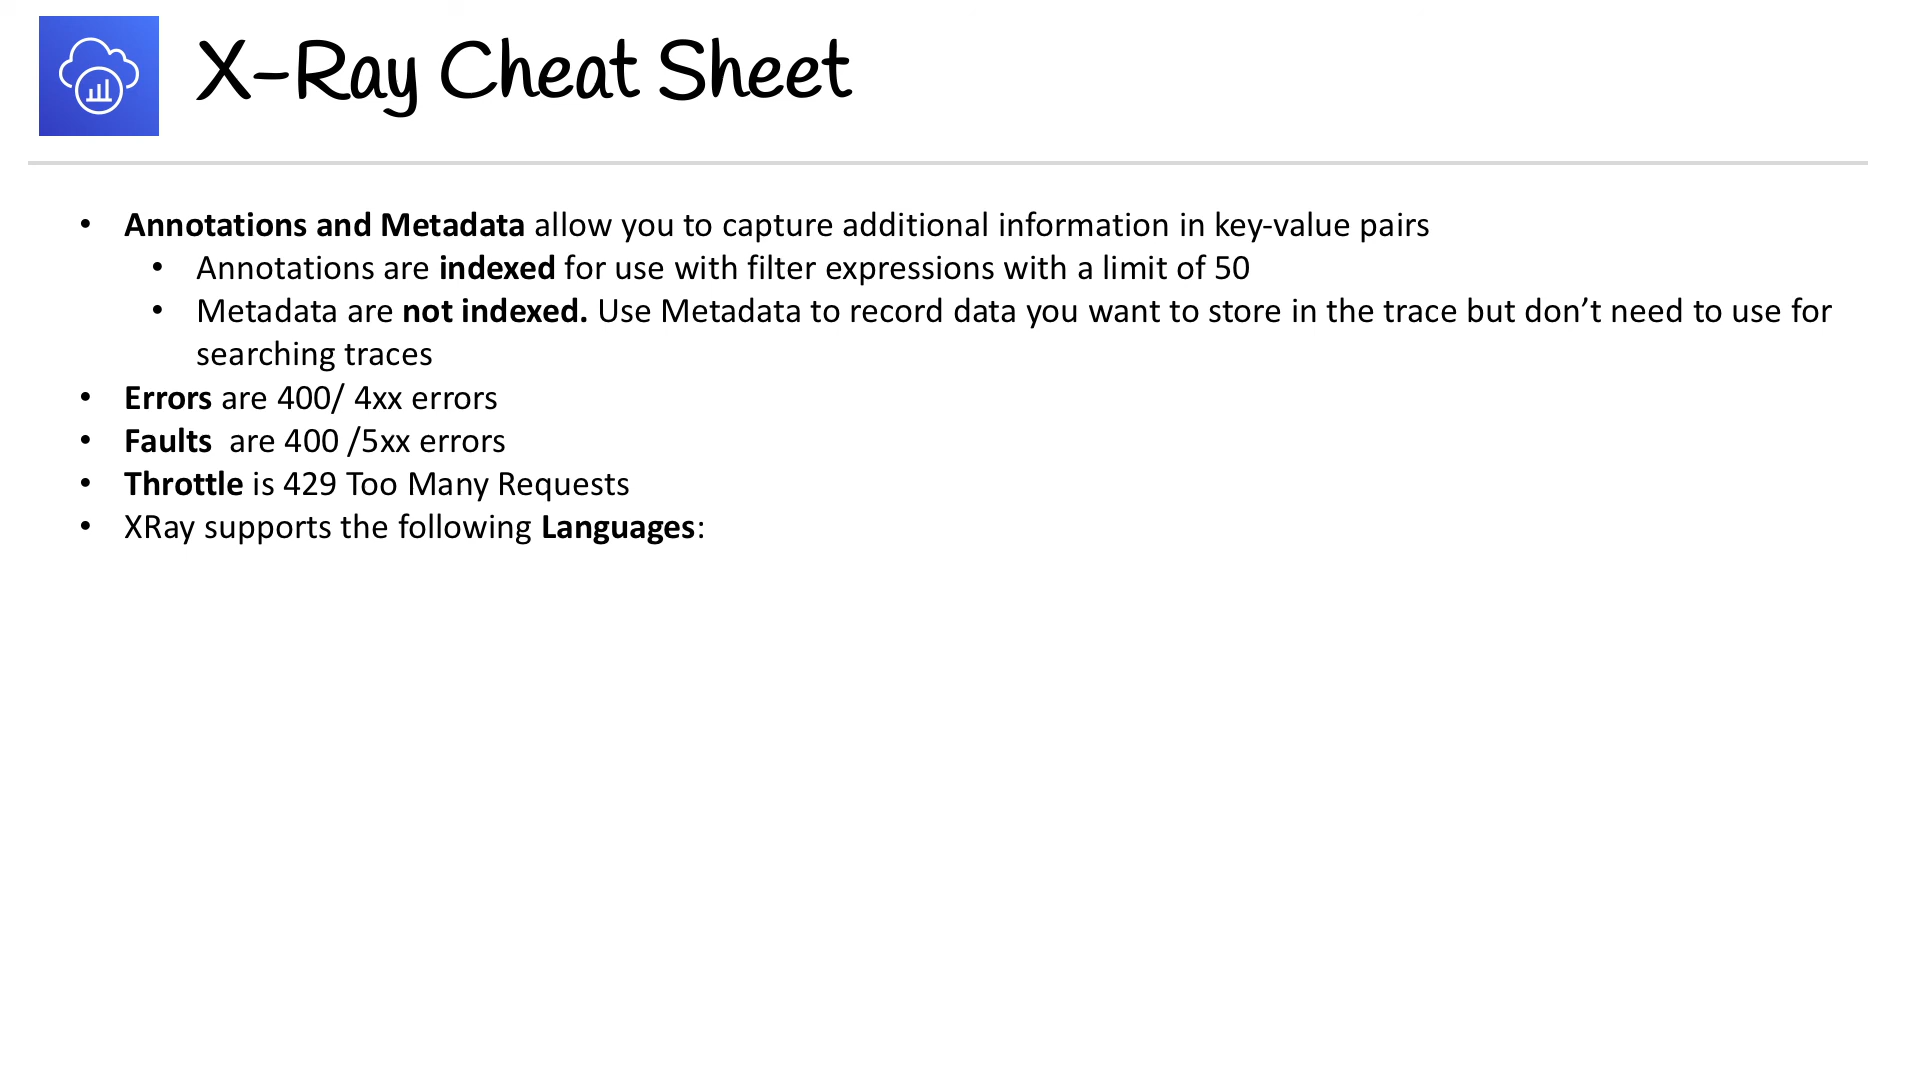 X-Ray Cheat Sheet
• Annotations and Metadata allow you to capture additional information in key-value pairs
• Annotations are indexed for use with filter expressions with a limit of 50
• Metadata are not indexed. Use Metadata to record data you want to store in the trace but don’t need to use for
searching traces
• Errors are 400/ 4xx errors
• Faults  are 400 /5xx errors
• Throttle is 429 Too Many Requests
• XRay supports the following Languages: